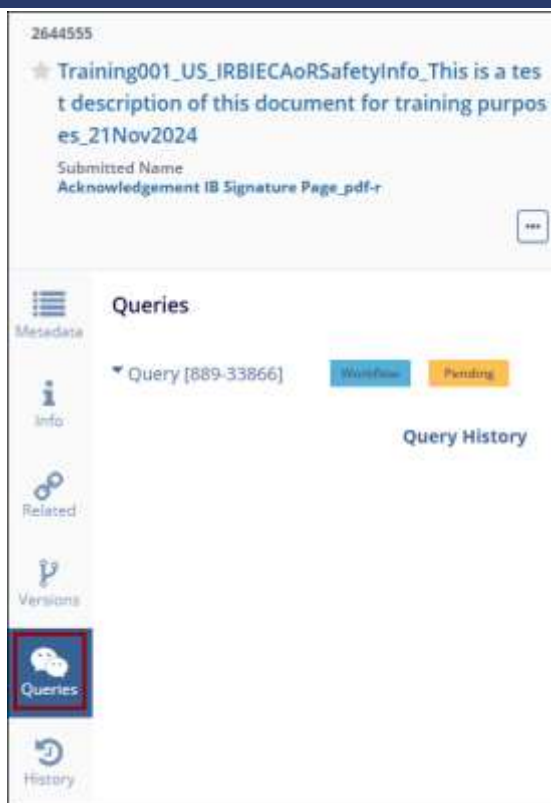 2644555
Training001_US_IRBIECAoRSafetyInfo_This is a tes
t description of this document for training purpos
es_21Nov2024
Submitted Name
Acknowledgement IB Signature Page_pdf-r
Metadata
Queries
Query [889-33866] Workflow Pending
Info
Query History
Related
Versions
Queries
History